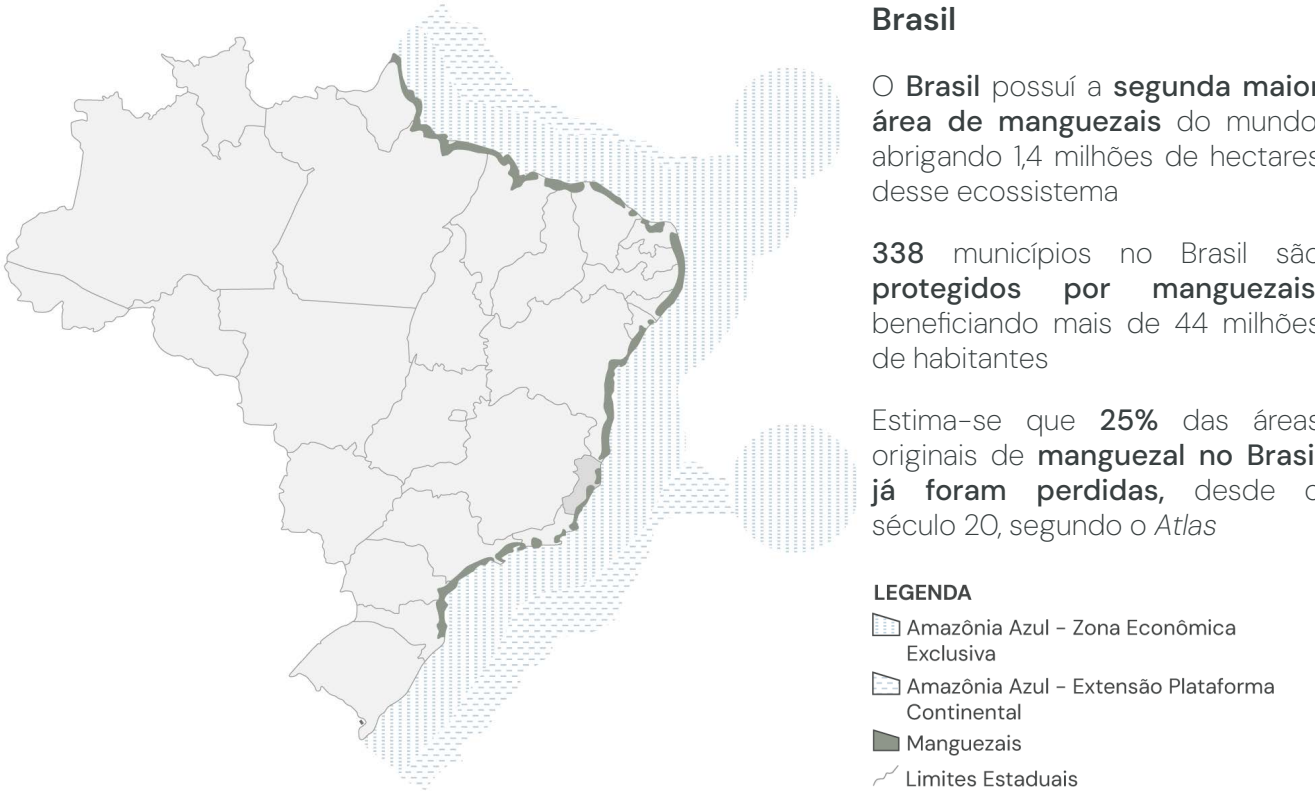 Brasil
O Brasil possuí a segunda maior
área de manguezais do mundo
abrigando 1,4 milhões de hectares
desse ecossistema
338 municípios no Brasil são
protegidos por manguezais
beneficiando mais de 44 milhões
de habitantes
Estima-se que 25% das áreas
originais de manguezal no Brasil
já foram perdidas, desde o
século 20, segundo o Atlas
LEGENDA
Amazônia Azul - Zona Econômica
Exclusiva
Amazônia Azul - Extensão Plataforma
Continental
Manguezais
Limites Estaduais